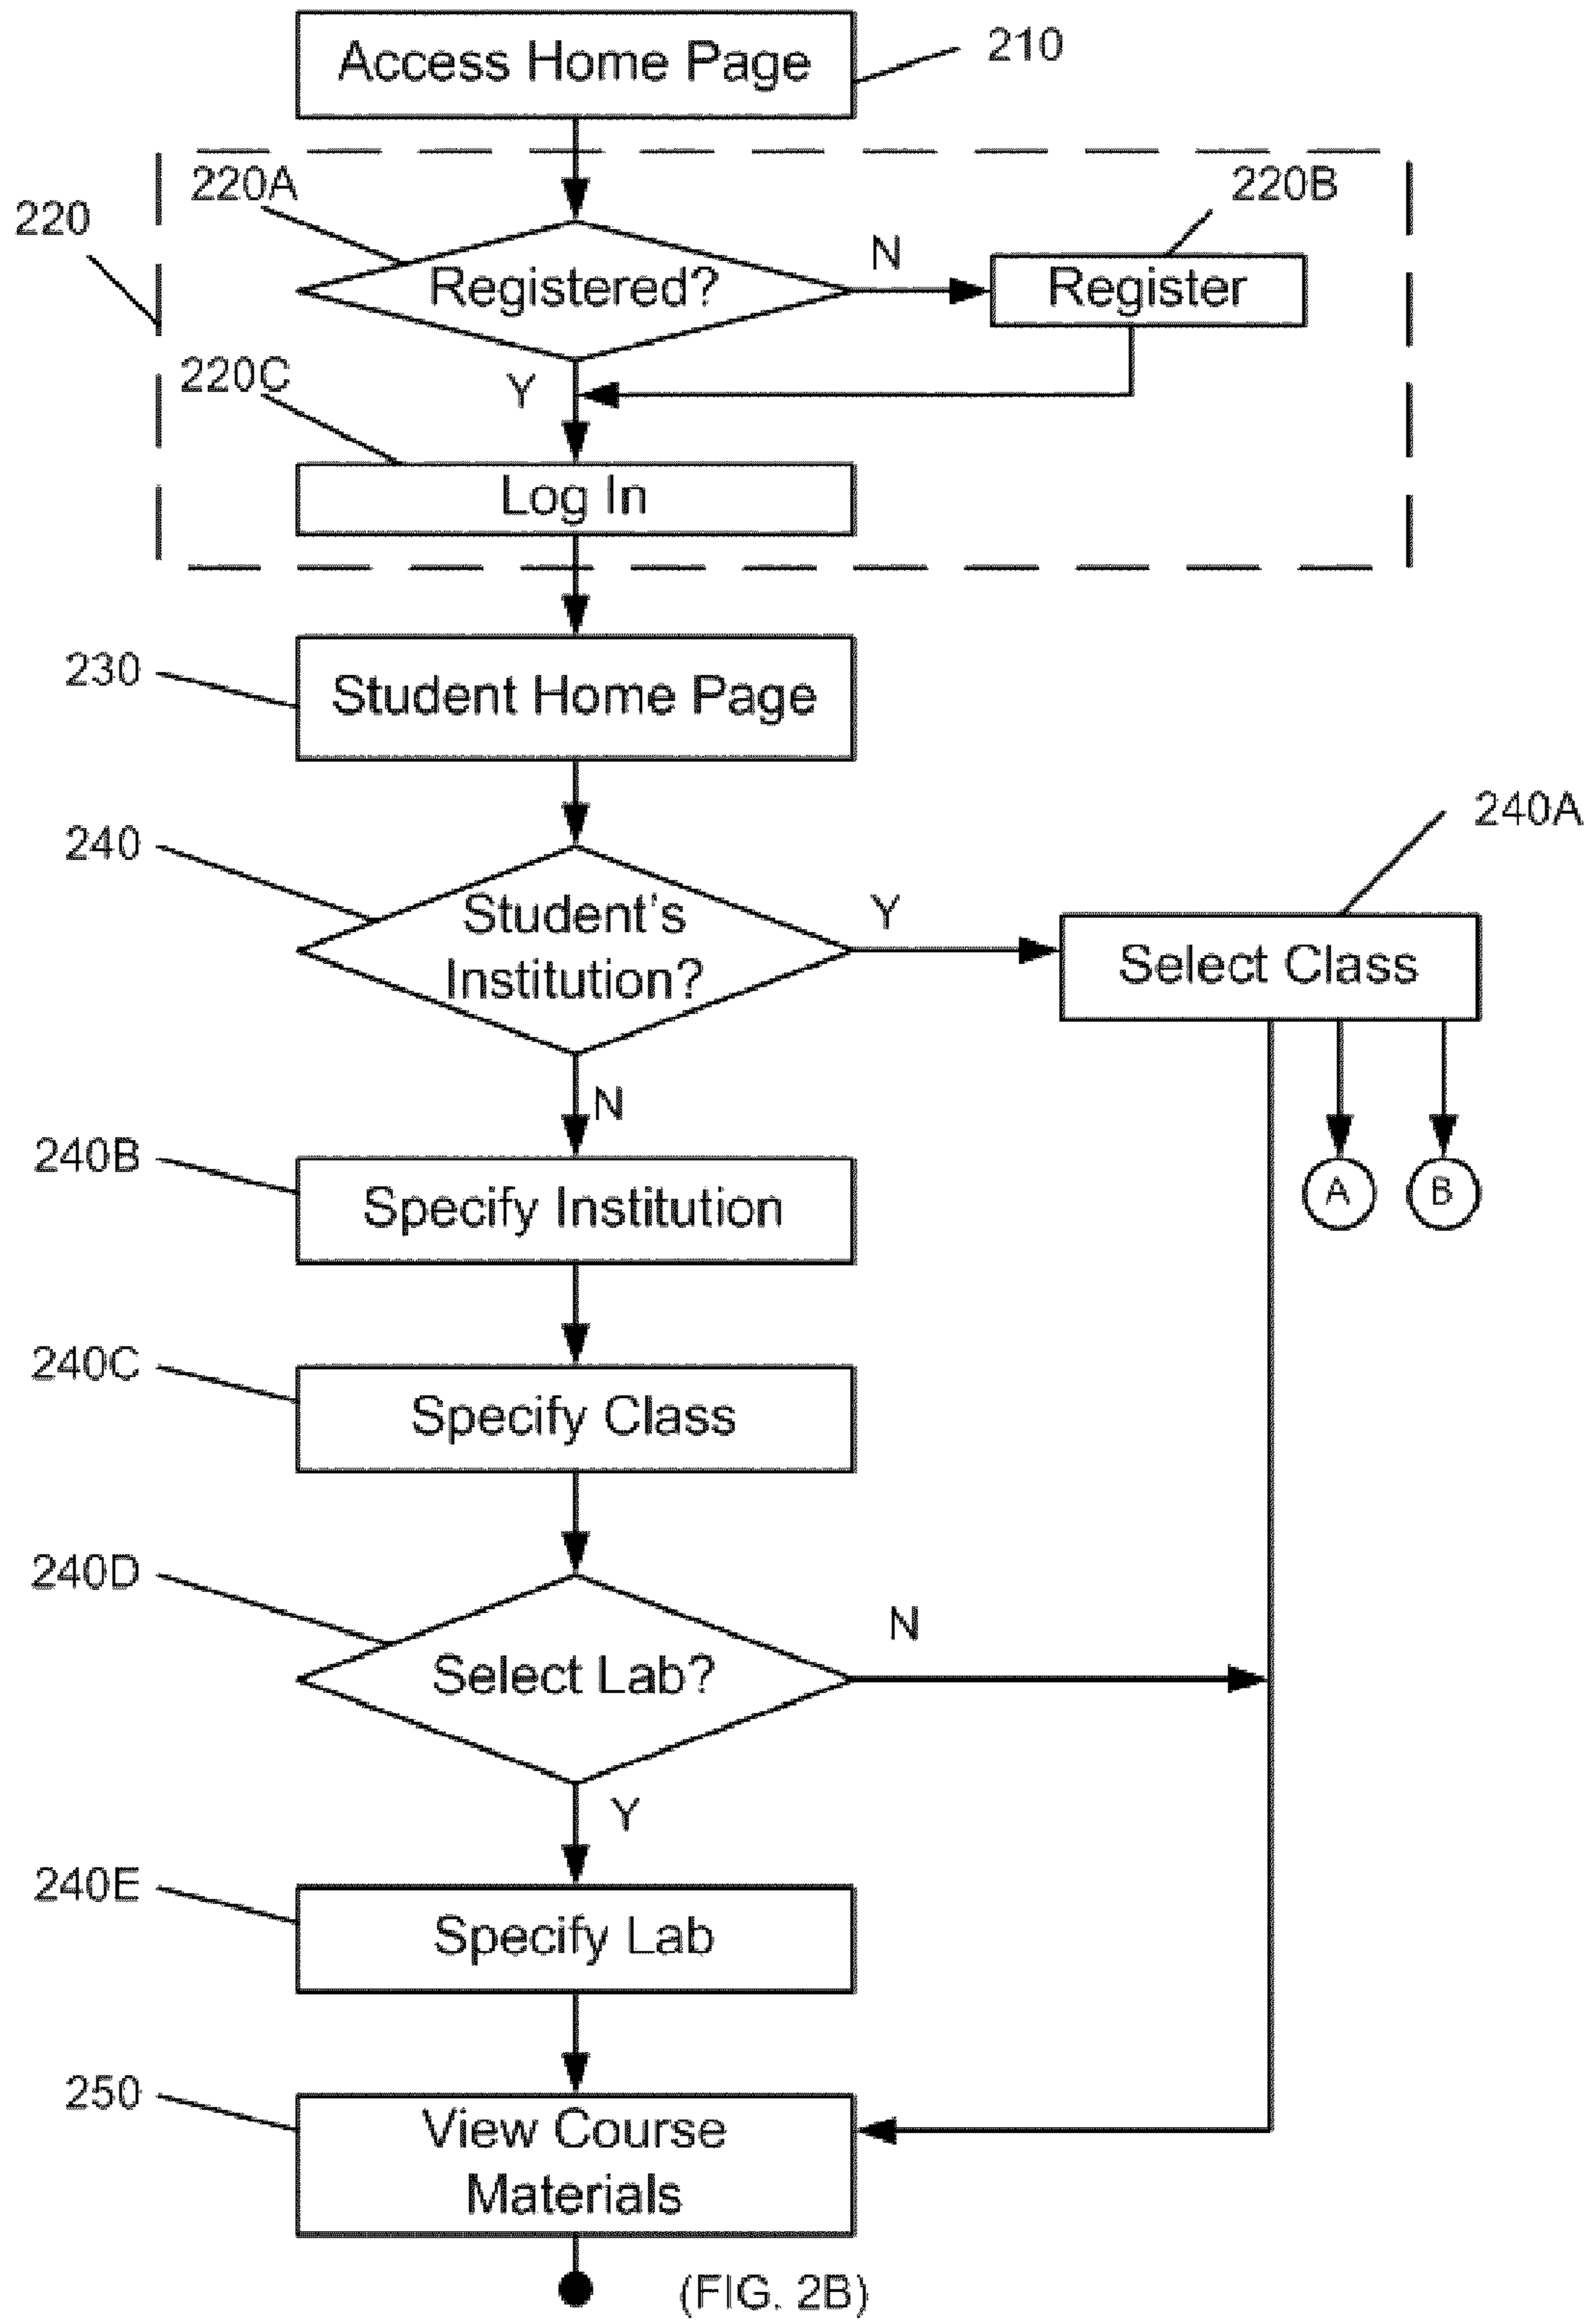 Access Home Page
210
220
220A
220B
Registered?
N
Register
220C
Y
Log In
230
Student Home Page
240
240A
Student's
Institution?
Y
Select Class
N
A
B
240B
Specify Institution
240C
Specify Class
240D
N
Select Lab?
Y
240E
Specify Lab
250
View Course
Materials
(FIG. 2B)